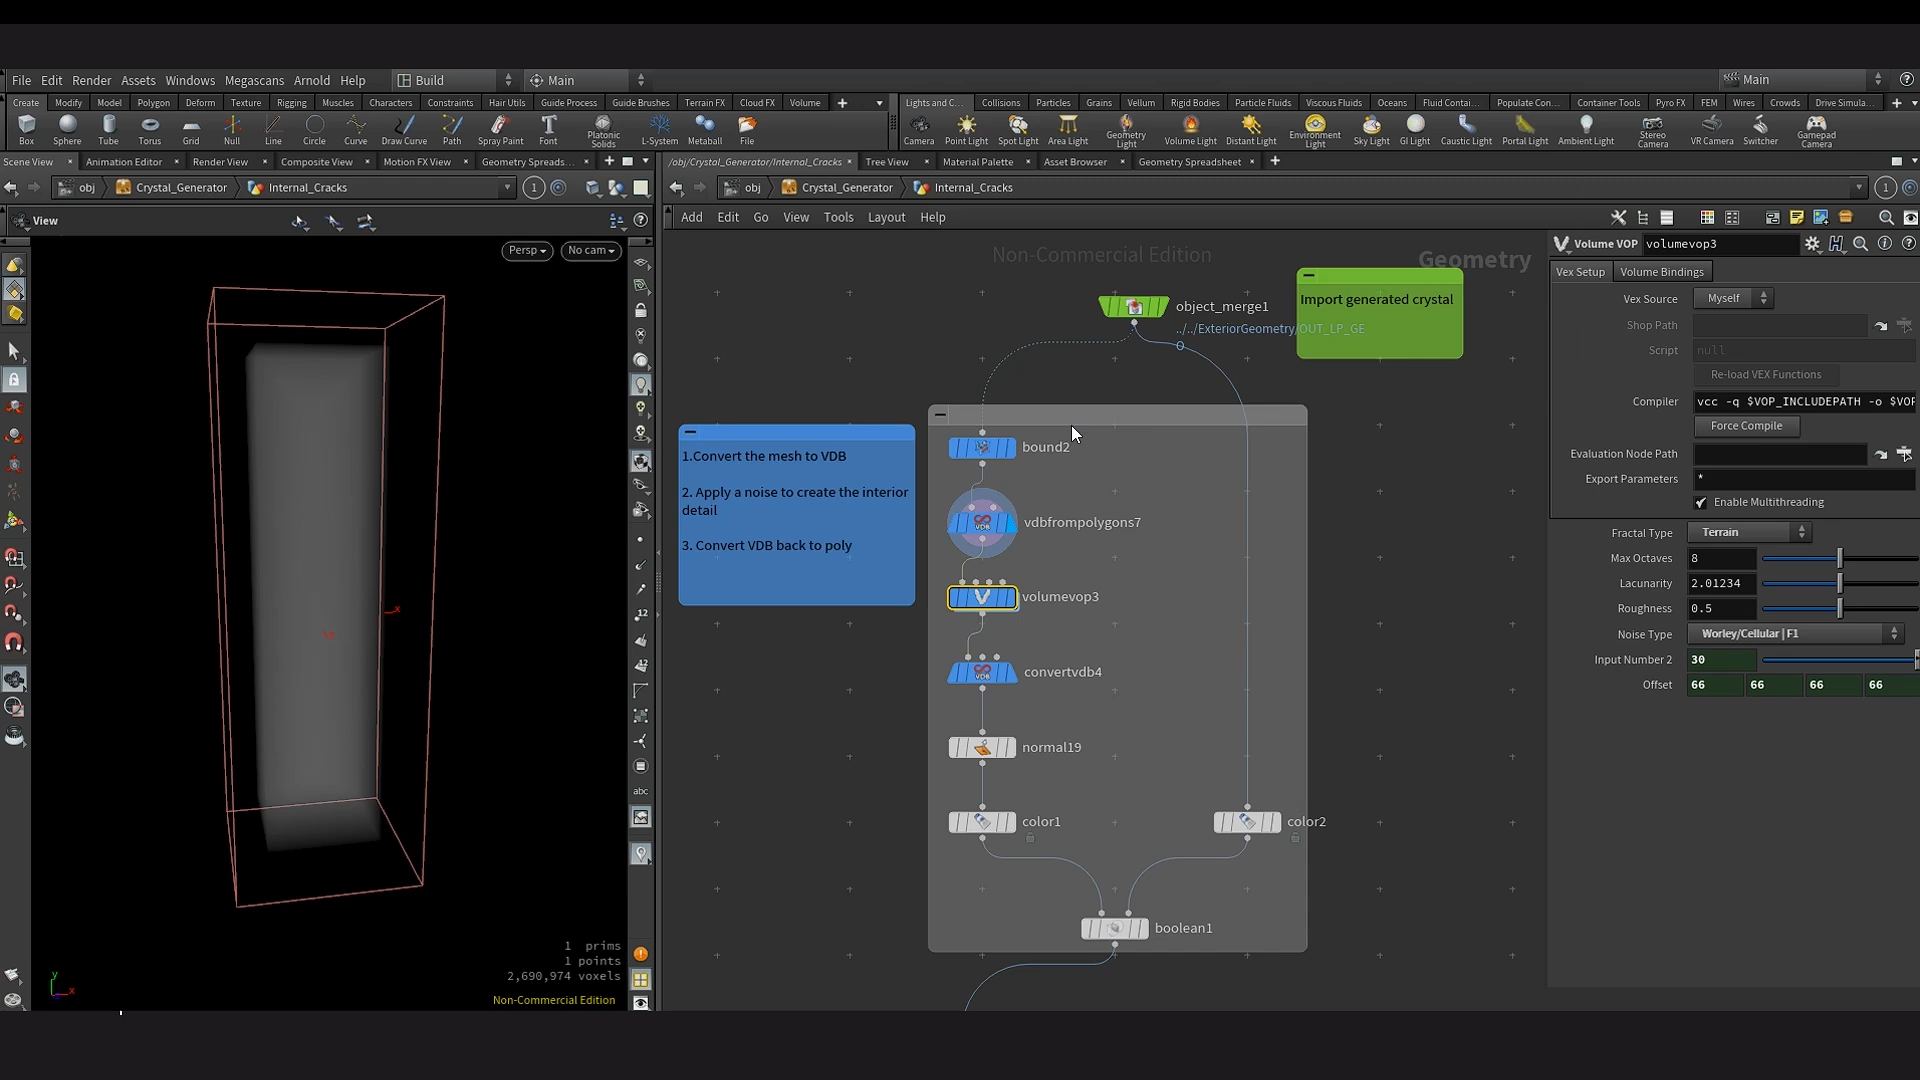 File Edit Render Assets Windows Megascans Arnold Help Build Main Main
Create Modify Model Polygon Deform Texture Rigging Muscles Characters Constraints Hair Utils Guide Process Guide Brushes Terrain FX Cloud FX Volume
Lights and C... Collisions Particles Grains Vellum Rigid Bodies Particle Fluids Viscous Fluids Oceans Fluid Contai... Populate Con... Container Tools Pyro FX FEM Wires Crowds Drive Simula...
Box Sphere Tube Torus Grid Null Line Circle Curve Draw Curve Path Spray Paint Font Platonic Solids L-System Metaball File
Camera Point Light Spot Light Area Light Geometry Light Volume Light Distant Light Environment Light Sky Light GI Light Caustic Light Portal Light Ambient Light Stereo Camera VR Camera Switcher Gamepad Camera
Scene View Animation Editor Render View Composite View Motion FX View Geometry Spreads...
/obj/Crystal_Generator/Internal_Cracks Tree View Material Palette Asset Browser Geometry Spreadsheet
obj Crystal_Generator Internal_Cracks 1
obj Crystal_Generator Internal_Cracks 1
View
Add Edit Go View Tools Layout Help
Persp No cam
Non-Commercial Edition
Geometry
object_merge1
../../ExteriorGeometry/OUT_LP_GE
Import generated crystal
1.Convert the mesh to VDB
2. Apply a noise to create the interior
detail
3. Convert VDB back to poly
bound2
vdbfrompolygons7
volumevop3
convertvdb4
normal19
color1
color2
boolean1
VDB
VDB
x
y
x
12
12
abc
1 prims
1 points
2,690,974 voxels
Non-Commercial Edition
Volume VOP volumevop3
Vex Setup Volume Bindings
Vex Source Myself
Shop Path
Script null
Re-load VEX Functions
Compiler vcc -q $VOP_INCLUDEPATH -o $VOP
Force Compile
Evaluation Node Path
Export Parameters *
Enable Multithreading
Fractal Type Terrain
Max Octaves 8
Lacunarity 2.01234
Roughness 0.5
Noise Type Worley/Cellular | F1
Input Number 2 30
Offset 66 66 66 66